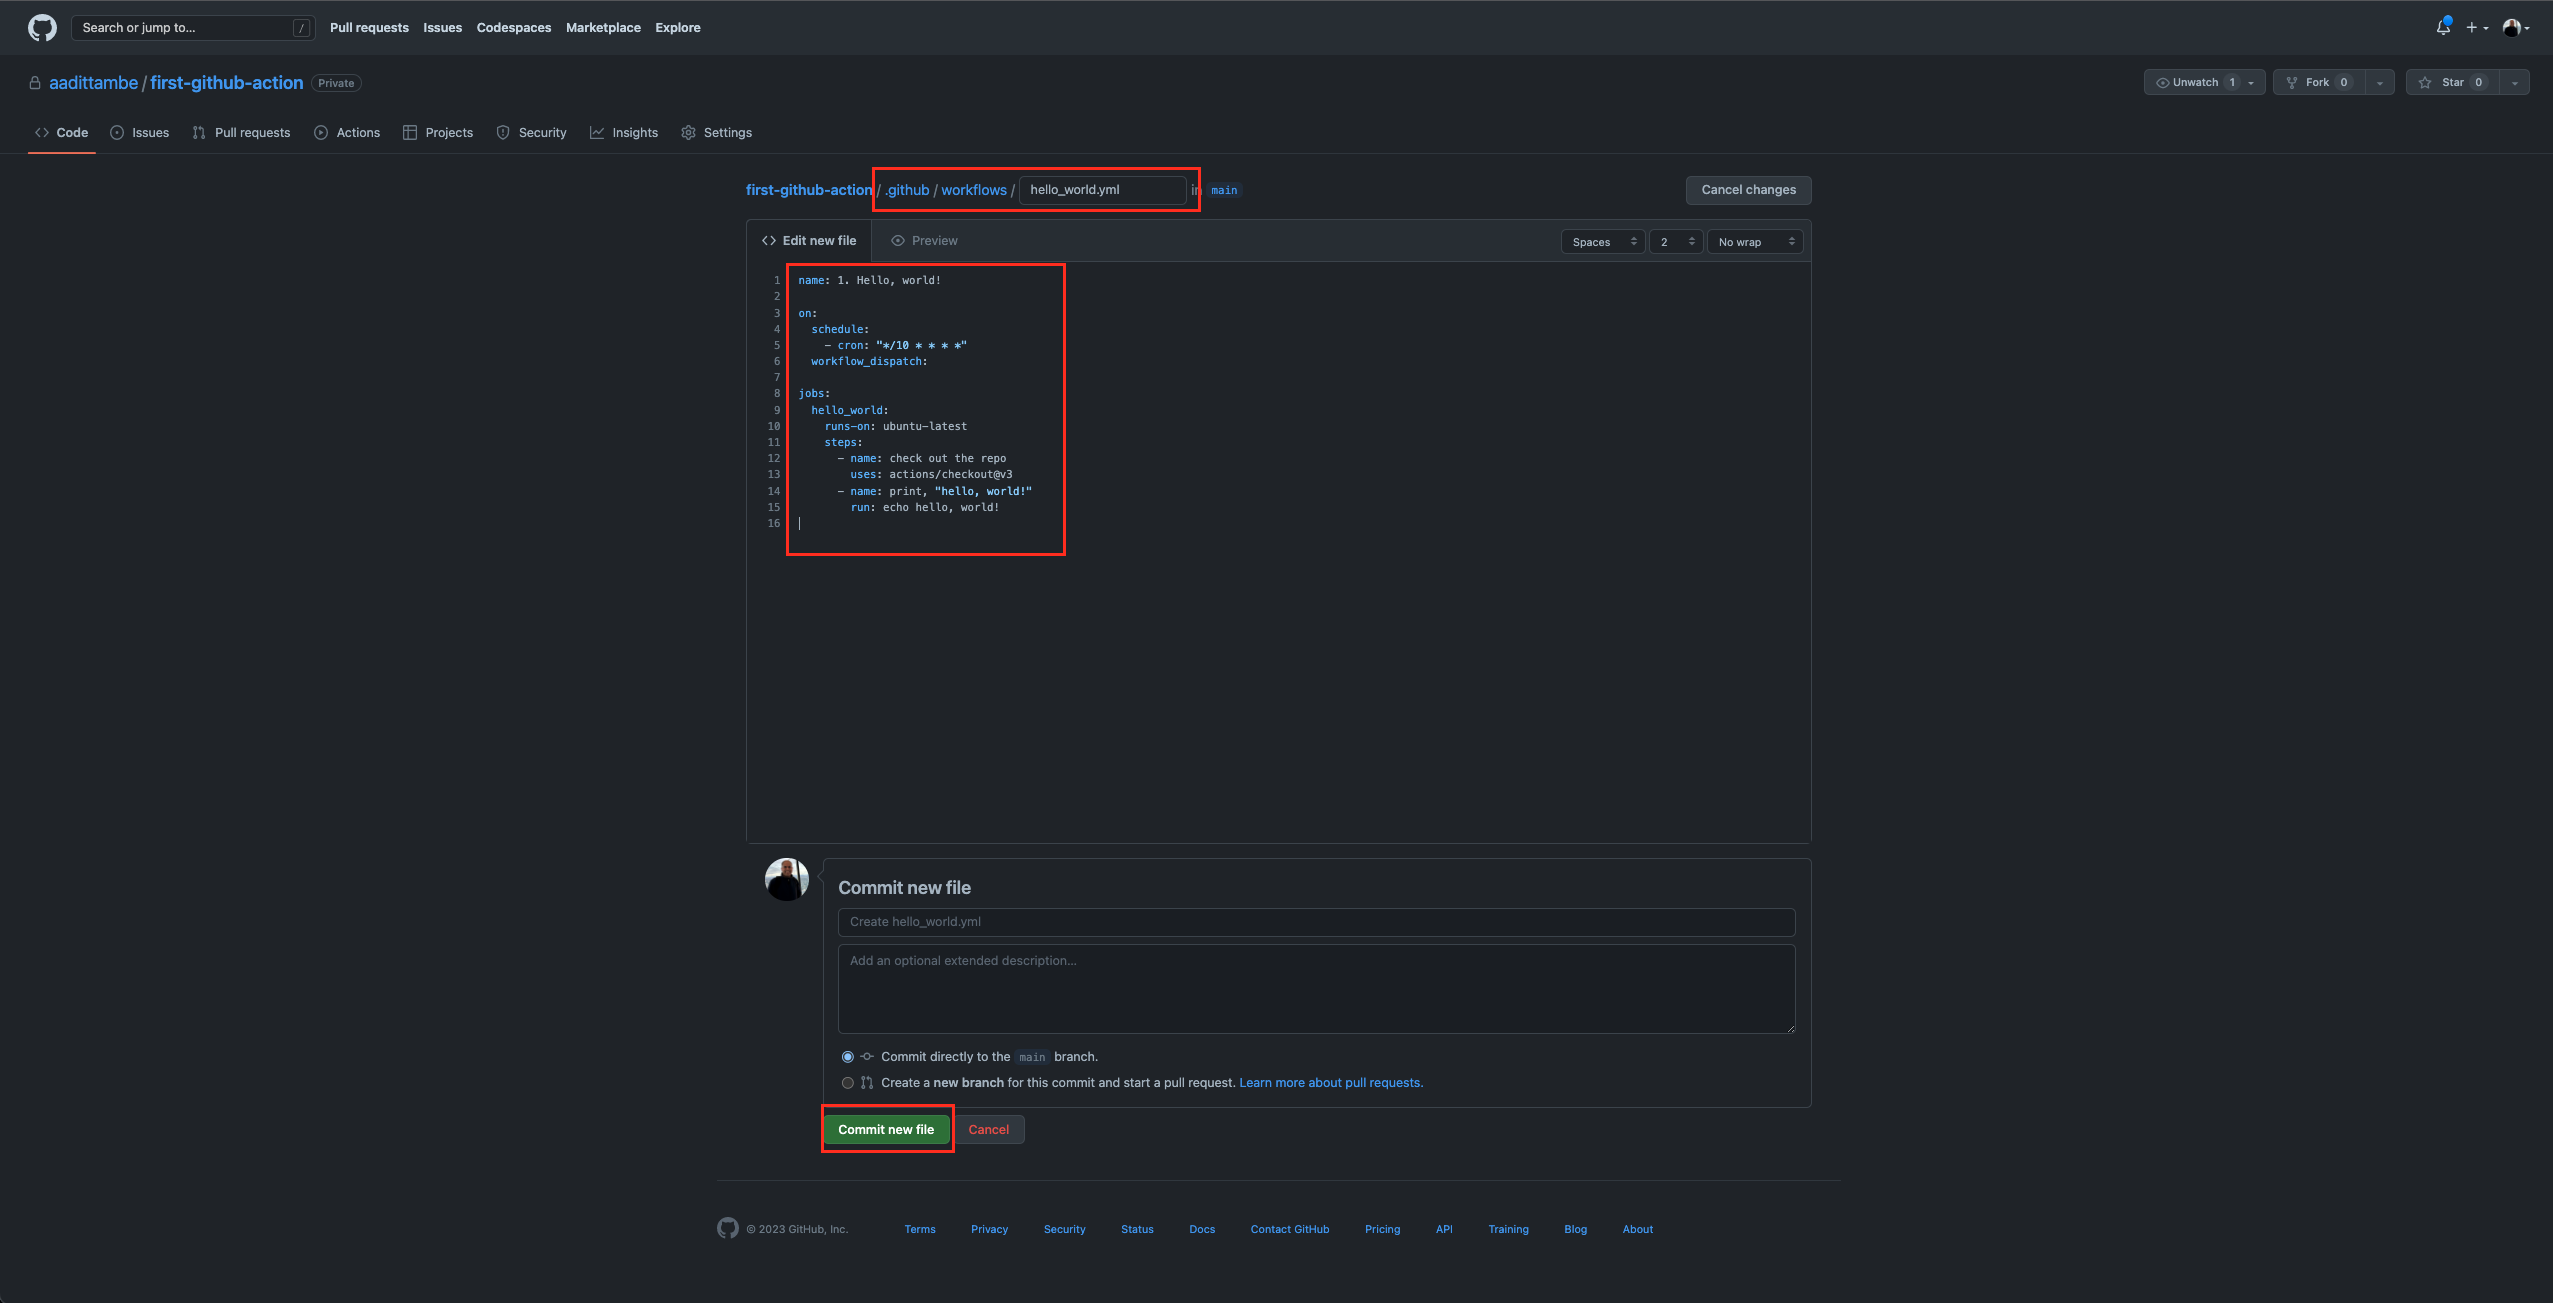 Search or jump to... / Pull requests Issues Codespaces Marketplace Explore
aadittambe / first-github-action Private Unwatch 1 Fork 0 Star 0
Code Issues Pull requests Actions Projects Security Insights Settings
first-github-action / .github / workflows / hello_world.yml in main Cancel changes
Edit new file Preview Spaces 2 No wrap
1 name: 1. Hello, world!
2
3 on:
4   schedule:
5     - cron: "*/10 * * * *"
6   workflow_dispatch:
7
8 jobs:
9   hello_world:
10     runs-on: ubuntu-latest
11     steps:
12       - name: check out the repo
13         uses: actions/checkout@v3
14       - name: print, "hello, world!"
15         run: echo hello, world!
16
Commit new file
Create hello_world.yml
Add an optional extended description...
Commit directly to the main branch.
Create a new branch for this commit and start a pull request. Learn more about pull requests.
Commit new file Cancel
© 2023 GitHub, Inc. Terms Privacy Security Status Docs Contact GitHub Pricing API Training Blog About